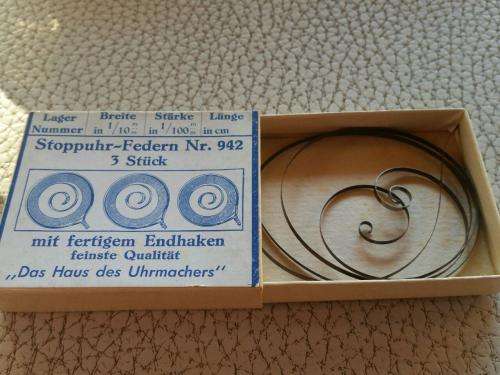 Lager Breite Stärke Länge
Nummer in 1/10 m/m in 1/100 m/m in cm
Stoppuhr-Federn Nr. 942
3 Stück
mit fertigem Endhaken
feinste Qualität
„Das Haus des Uhrmachers"